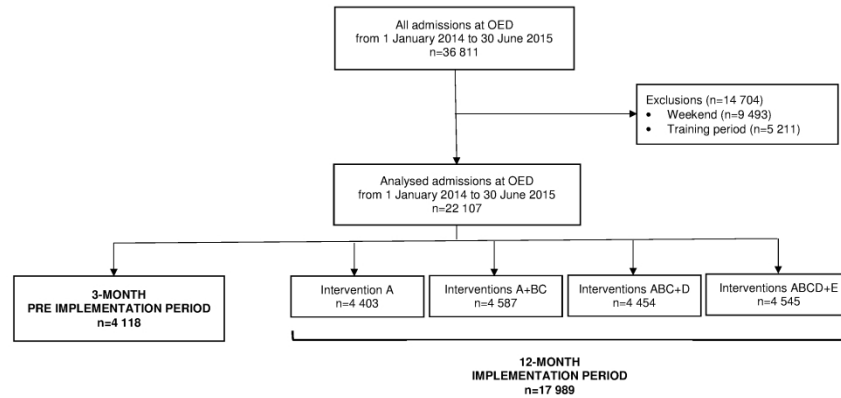 All admissions at OED
from 1 January 2014 to 30 June 2015
n=36 811
Exclusions (n=14 704)
• Weekend (n=9 493)
• Training period (n=5 211)
Analysed admissions at OED
from 1 January 2014 to 30 June 2015
n=22 107
3-MONTH
PRE IMPLEMENTATION PERIOD
n=4 118
Intervention A
n=4 403
Interventions A+BC
n=4 587
Interventions ABC+D
n=4 454
Interventions ABCD+E
n=4 545
12-MONTH
IMPLEMENTATION PERIOD
n=17 989